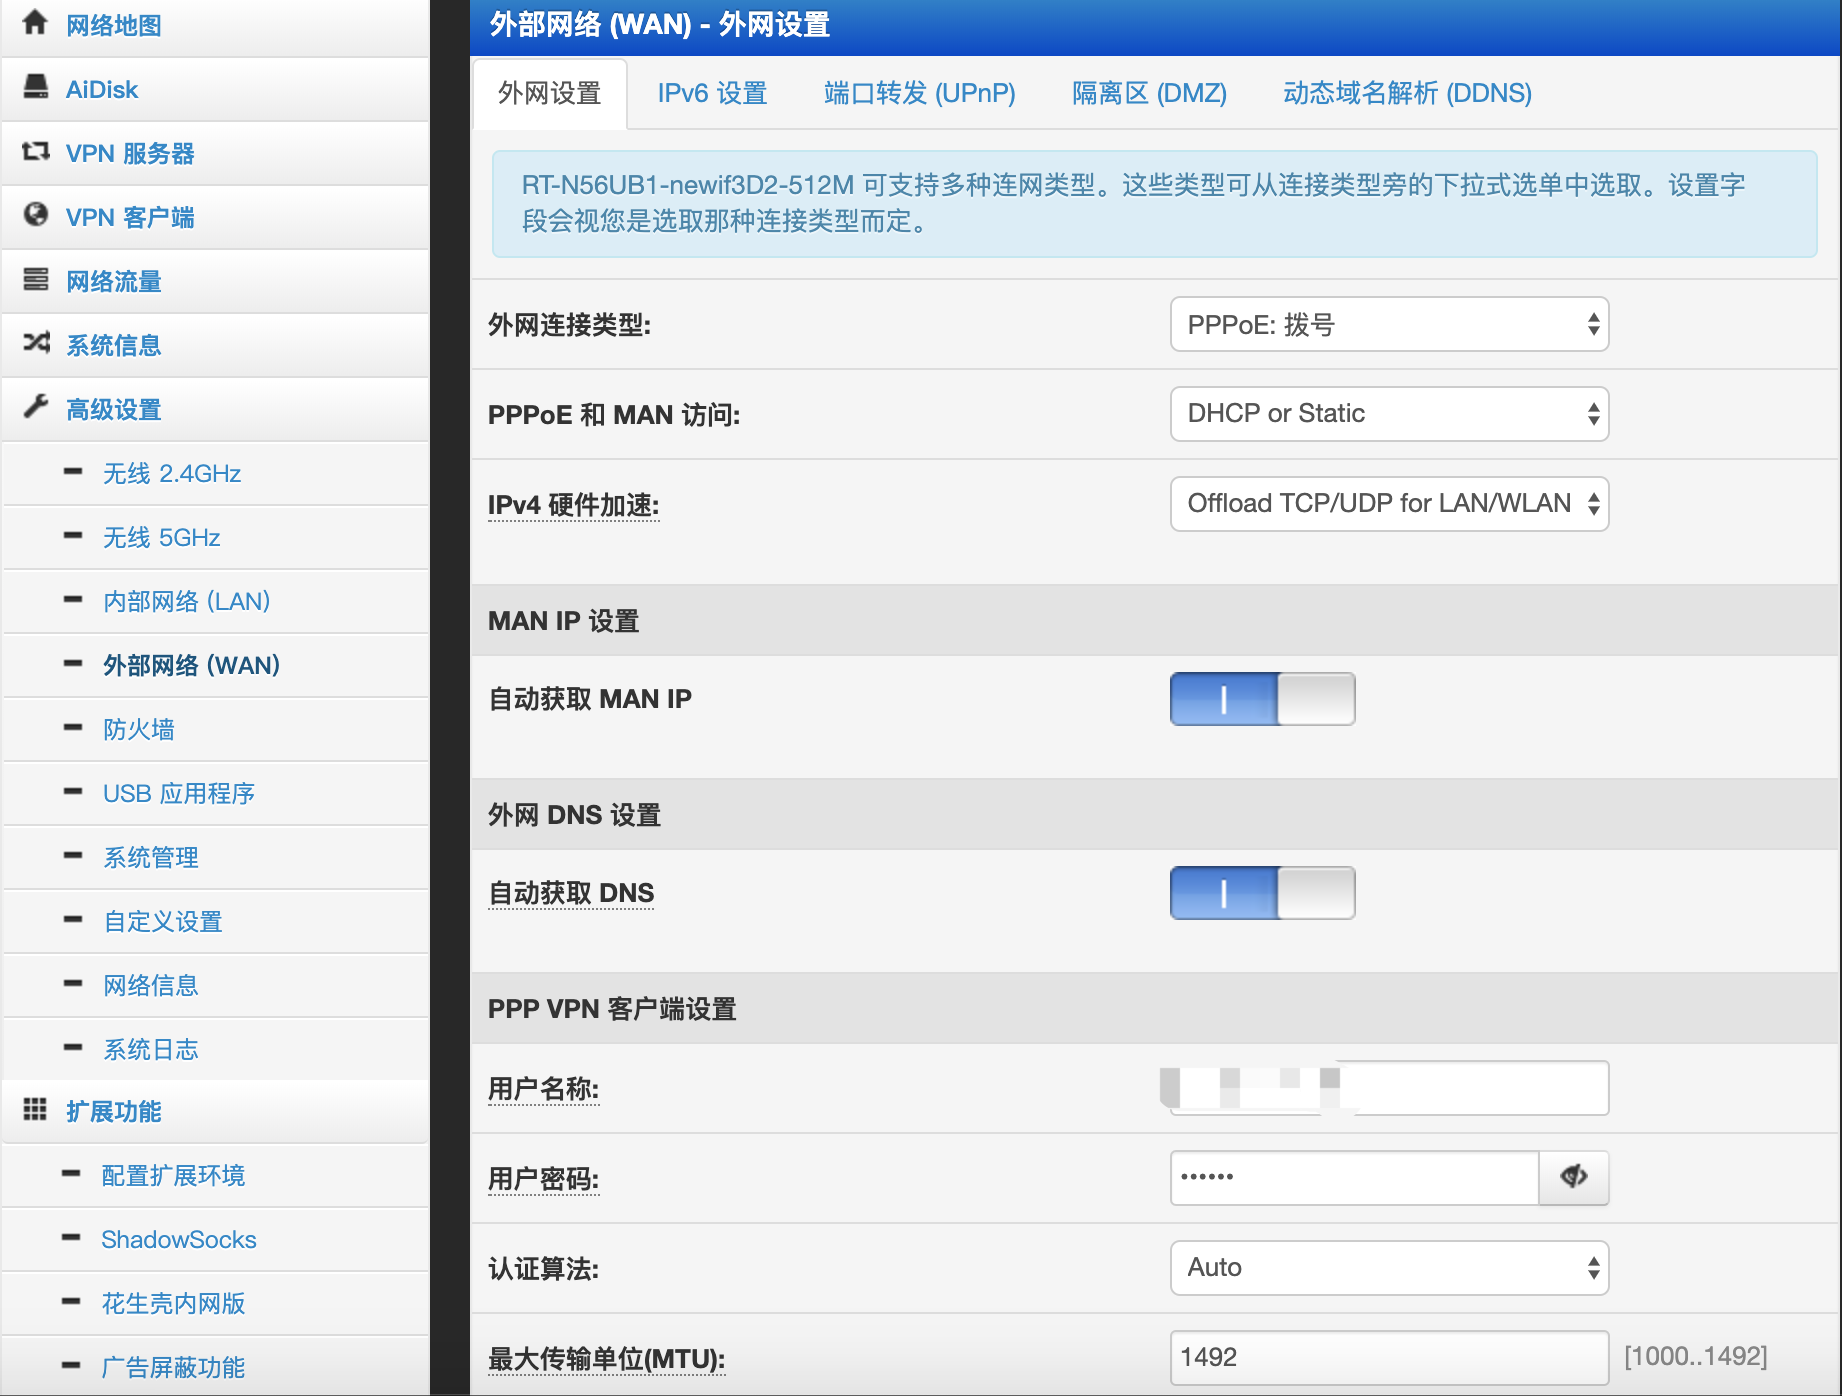 网络地图
AiDisk
VPN 服务器
VPN 客户端
网络流量
系统信息
高级设置
无线 2.4GHz
无线 5GHz
内部网络 (LAN)
外部网络 (WAN)
防火墙
USB 应用程序
系统管理
自定义设置
网络信息
系统日志
扩展功能
配置扩展环境
ShadowSocks
花生壳内网版
广告屏蔽功能
外部网络 (WAN) - 外网设置
外网设置 IPv6 设置 端口转发 (UPnP) 隔离区 (DMZ) 动态域名解析 (DDNS)
RT-N56UB1-newif3D2-512M 可支持多种连网类型。这些类型可从连接类型旁的下拉式选单中选取。设置字
段会视您是选取那种连接类型而定。
外网连接类型: PPPoE: 拨号
PPPoE 和 MAN 访问: DHCP or Static
IPv4 硬件加速: Offload TCP/UDP for LAN/WLAN
MAN IP 设置
自动获取 MAN IP
外网 DNS 设置
自动获取 DNS
PPP VPN 客户端设置
用户名称:
用户密码: ••••••
认证算法: Auto
最大传输单位(MTU): 1492 [1000..1492]